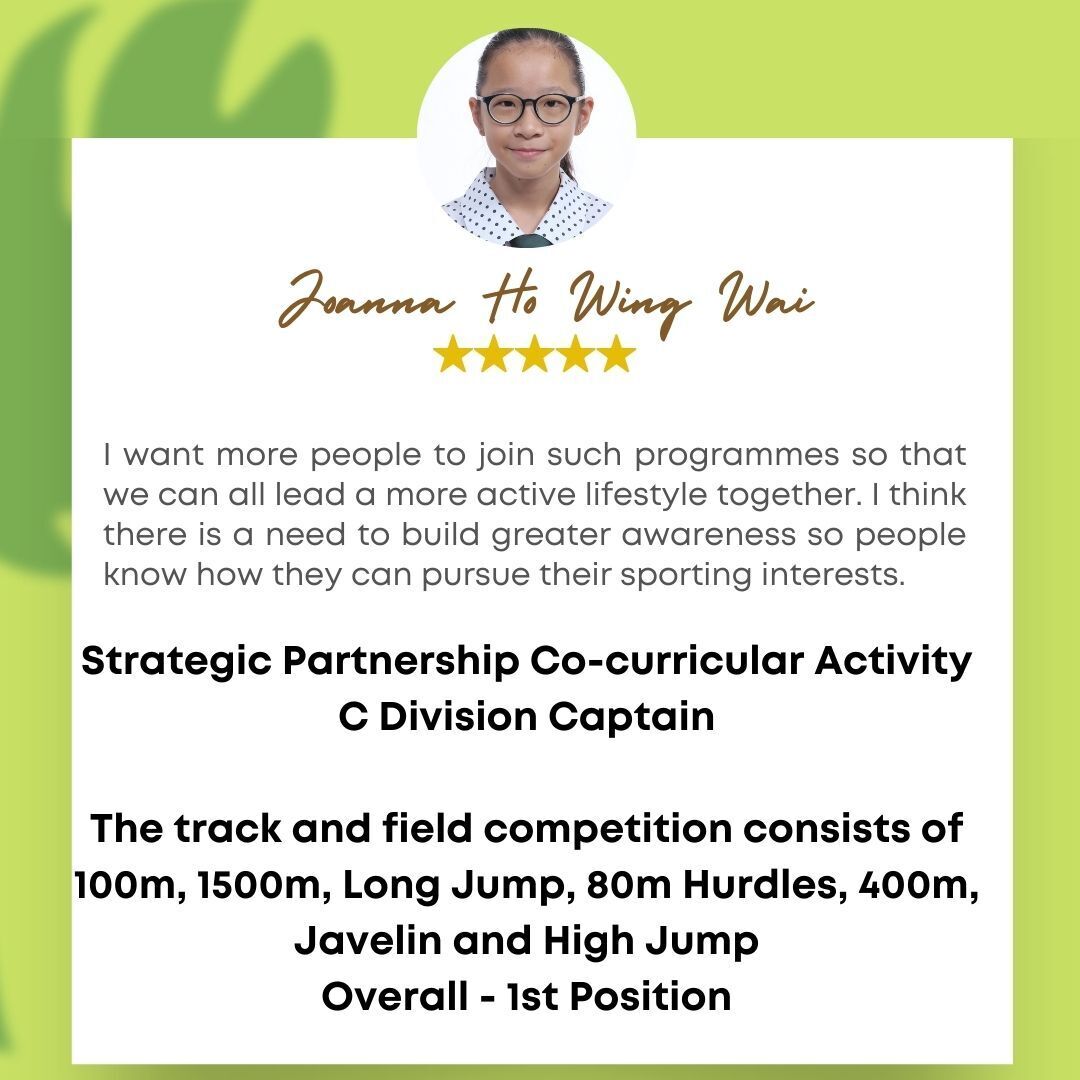 Joanna Ho Wing Wai
I want more people to join such programmes so that
we can all lead a more active lifestyle together. I think
there is a need to build greater awareness so people
know how they can pursue their sporting interests.
Strategic Partnership Co-curricular Activity
C Division Captain
The track and field competition consists of
100m, 1500m, Long Jump, 80m Hurdles, 400m,
Javelin and High Jump
Overall - 1st Position